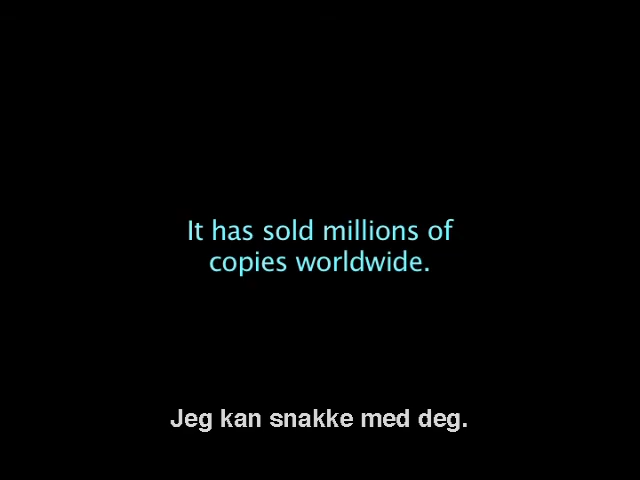 It has sold millions of
copies worldwide.
Jeg kan snakke med deg.